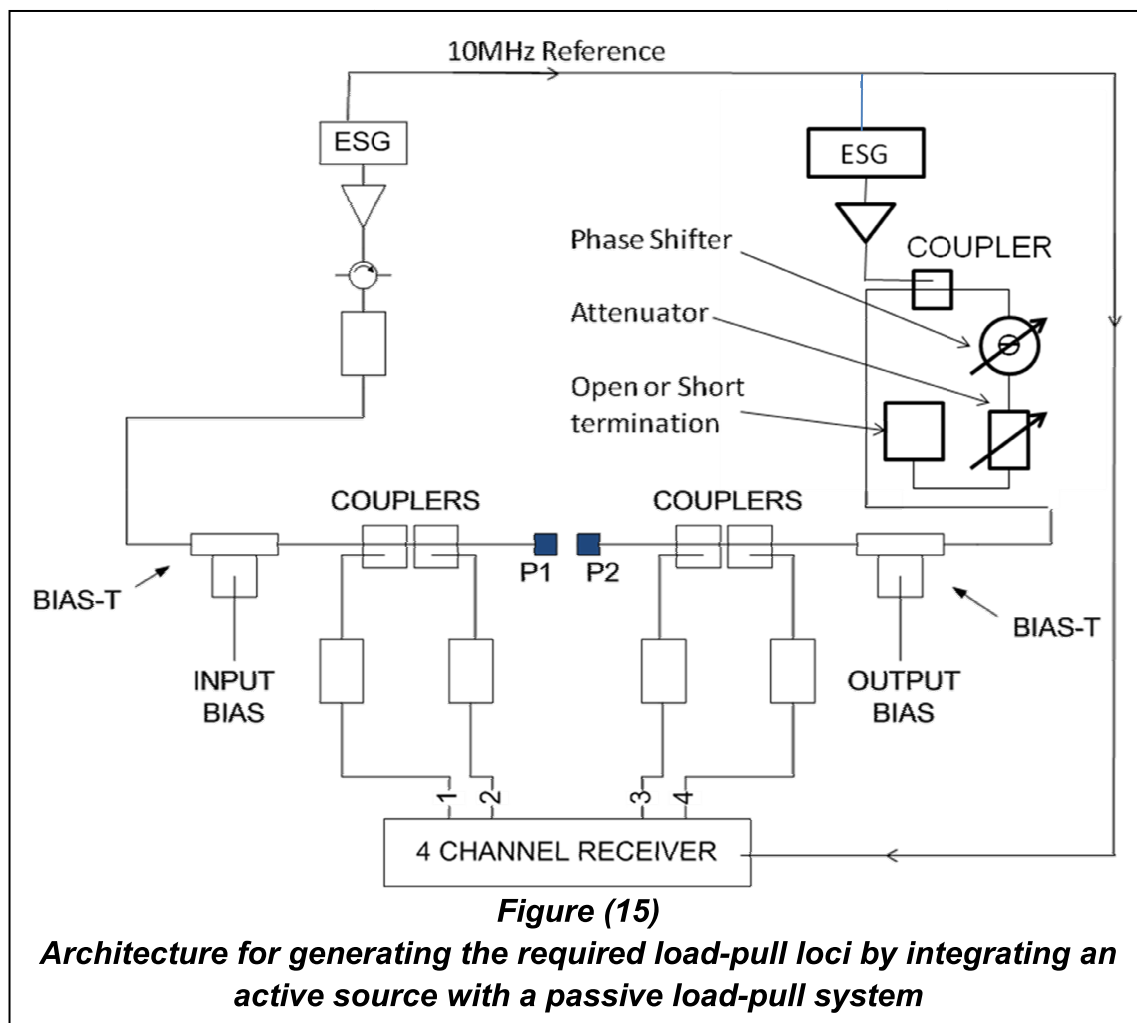 10MHz Reference
ESG
ESG
Phase Shifter
COUPLER
Attenuator
Open or Short
termination
COUPLERS
COUPLERS
P1
P2
BIAS-T
BIAS-T
INPUT
BIAS
OUTPUT
BIAS
1
2
3
4
4 CHANNEL RECEIVER
Figure (15)
Architecture for generating the required load-pull loci by integrating an
active source with a passive load-pull system